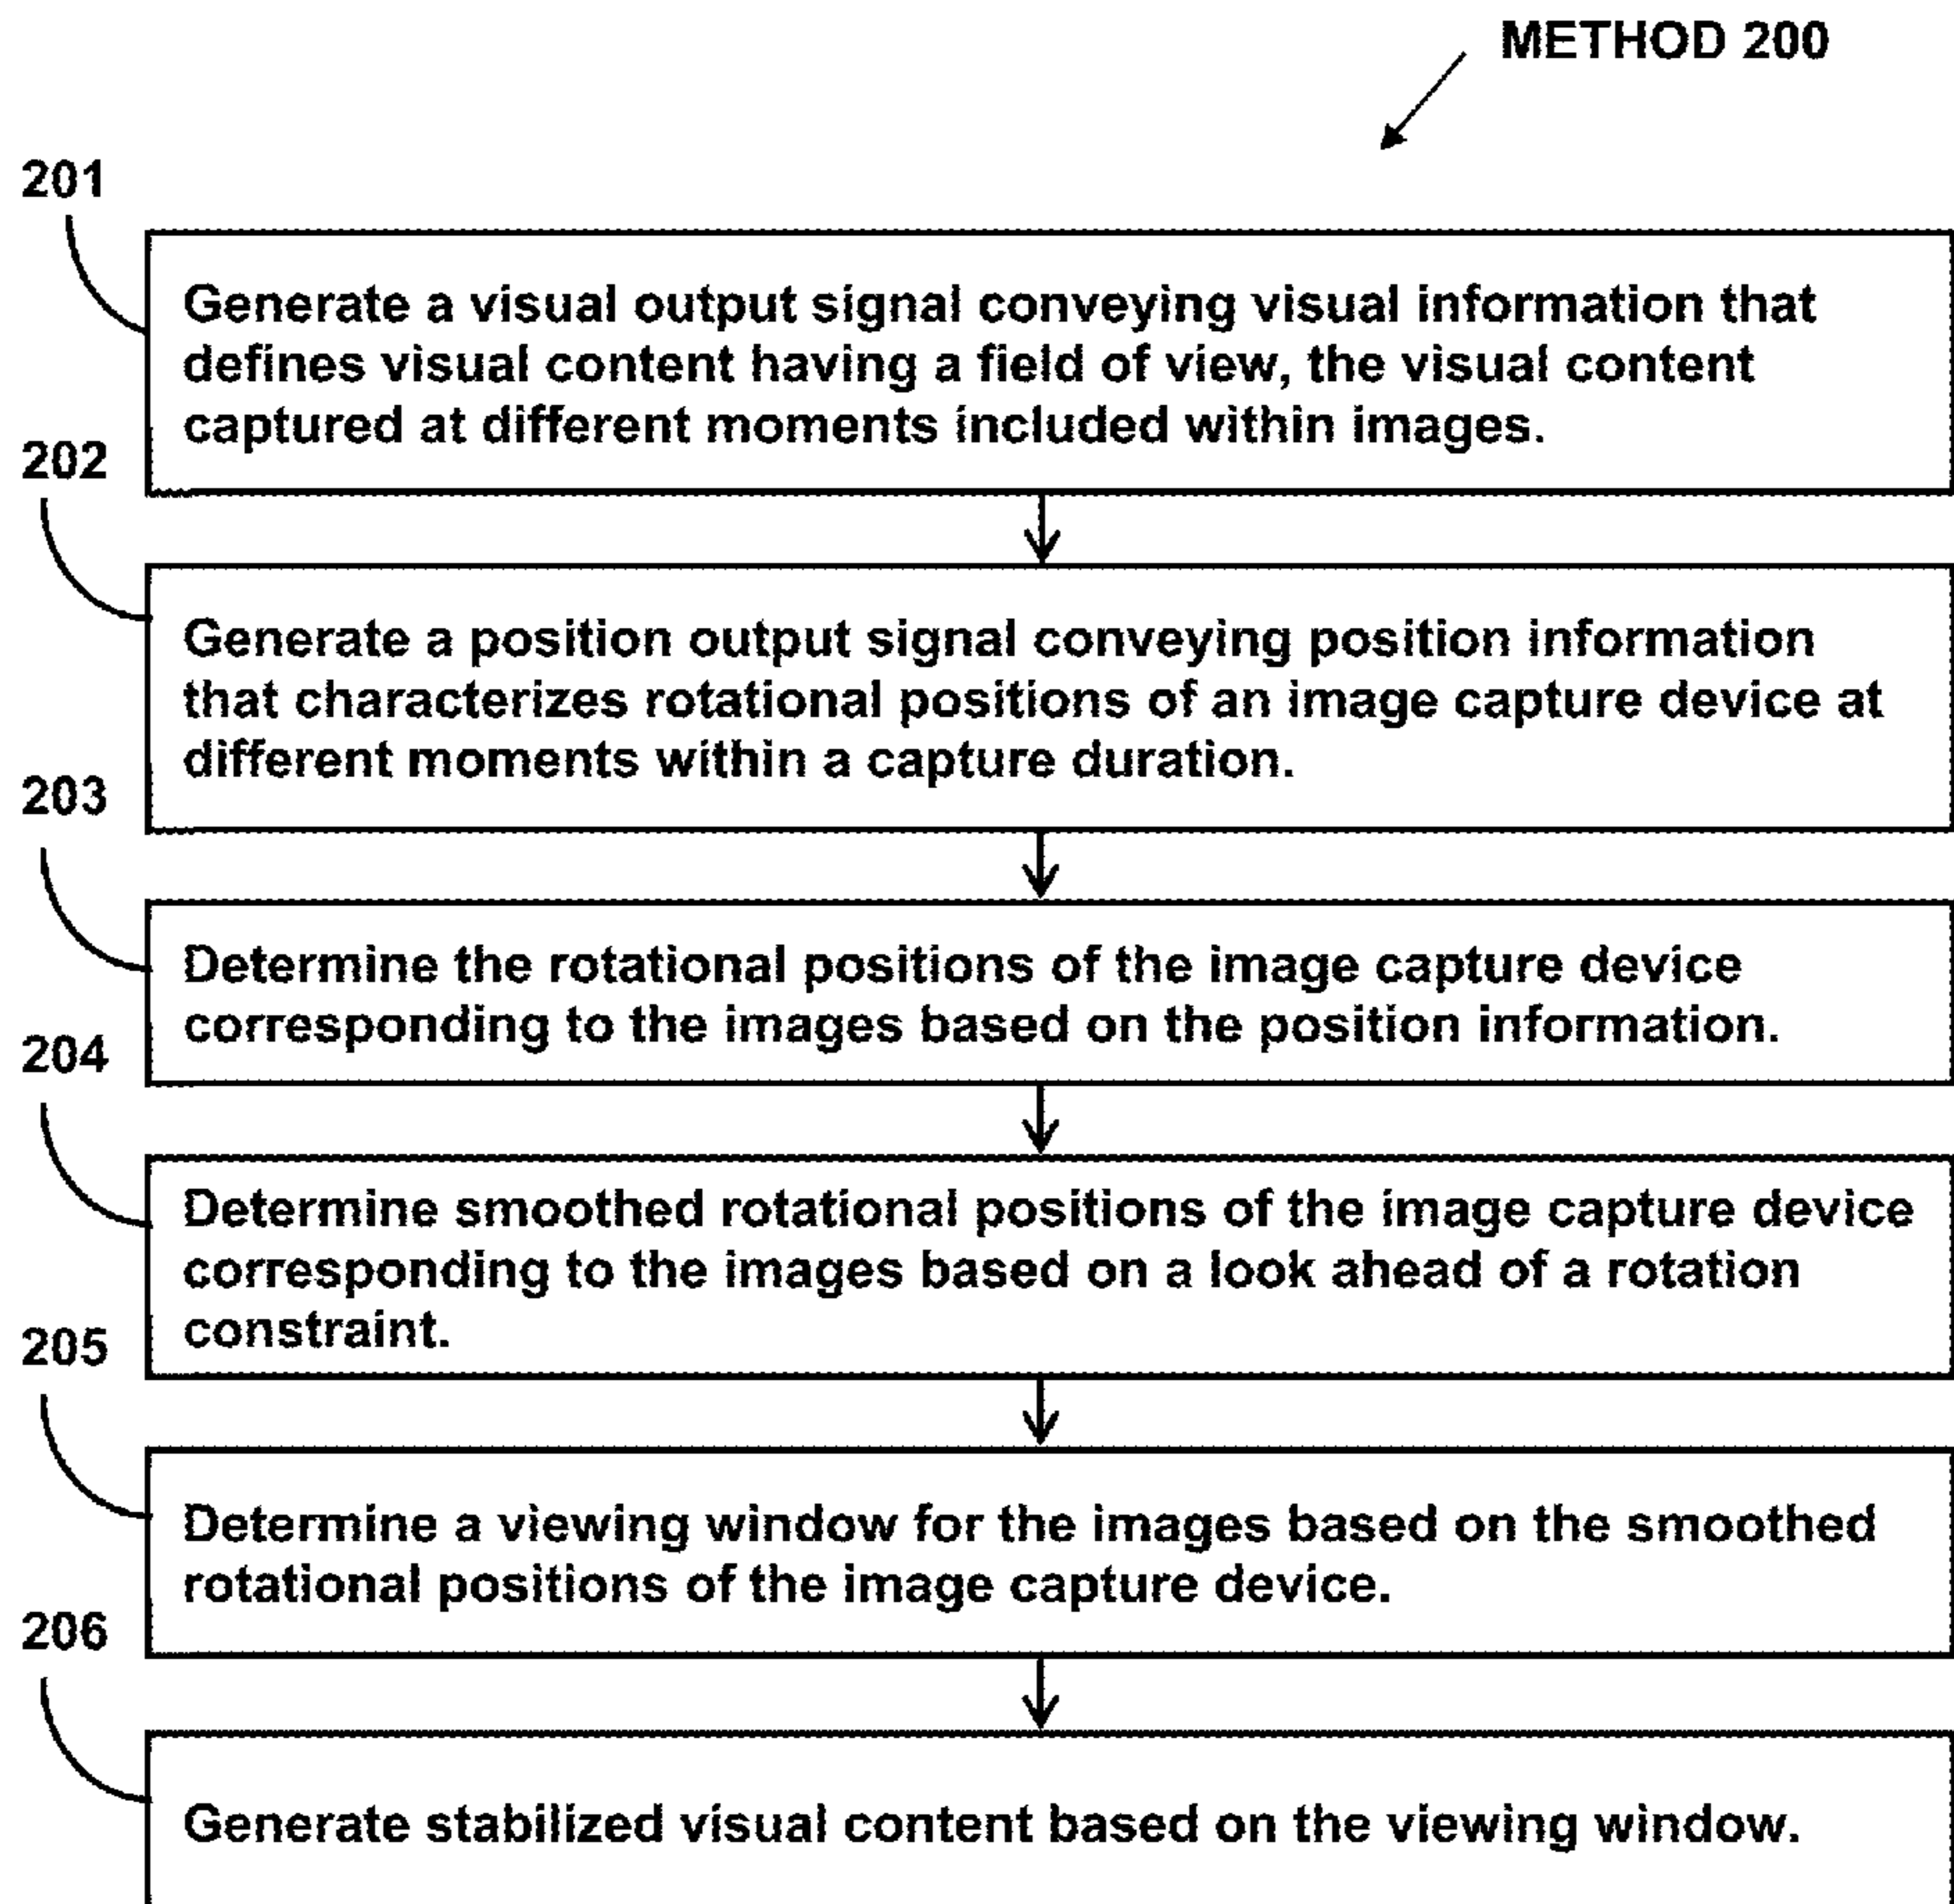 METHOD 200
201
Generate a visual output signal conveying visual information that
defines visual content having a field of view, the visual content
captured at different moments included within images.
202
Generate a position output signal conveying position information
that characterizes rotational positions of an image capture device at
different moments within a capture duration.
203
Determine the rotational positions of the image capture device
corresponding to the images based on the position information.
204
Determine smoothed rotational positions of the image capture device
corresponding to the images based on a look ahead of a rotation
constraint.
205
Determine a viewing window for the images based on the smoothed
rotational positions of the image capture device.
206
Generate stabilized visual content based on the viewing window.